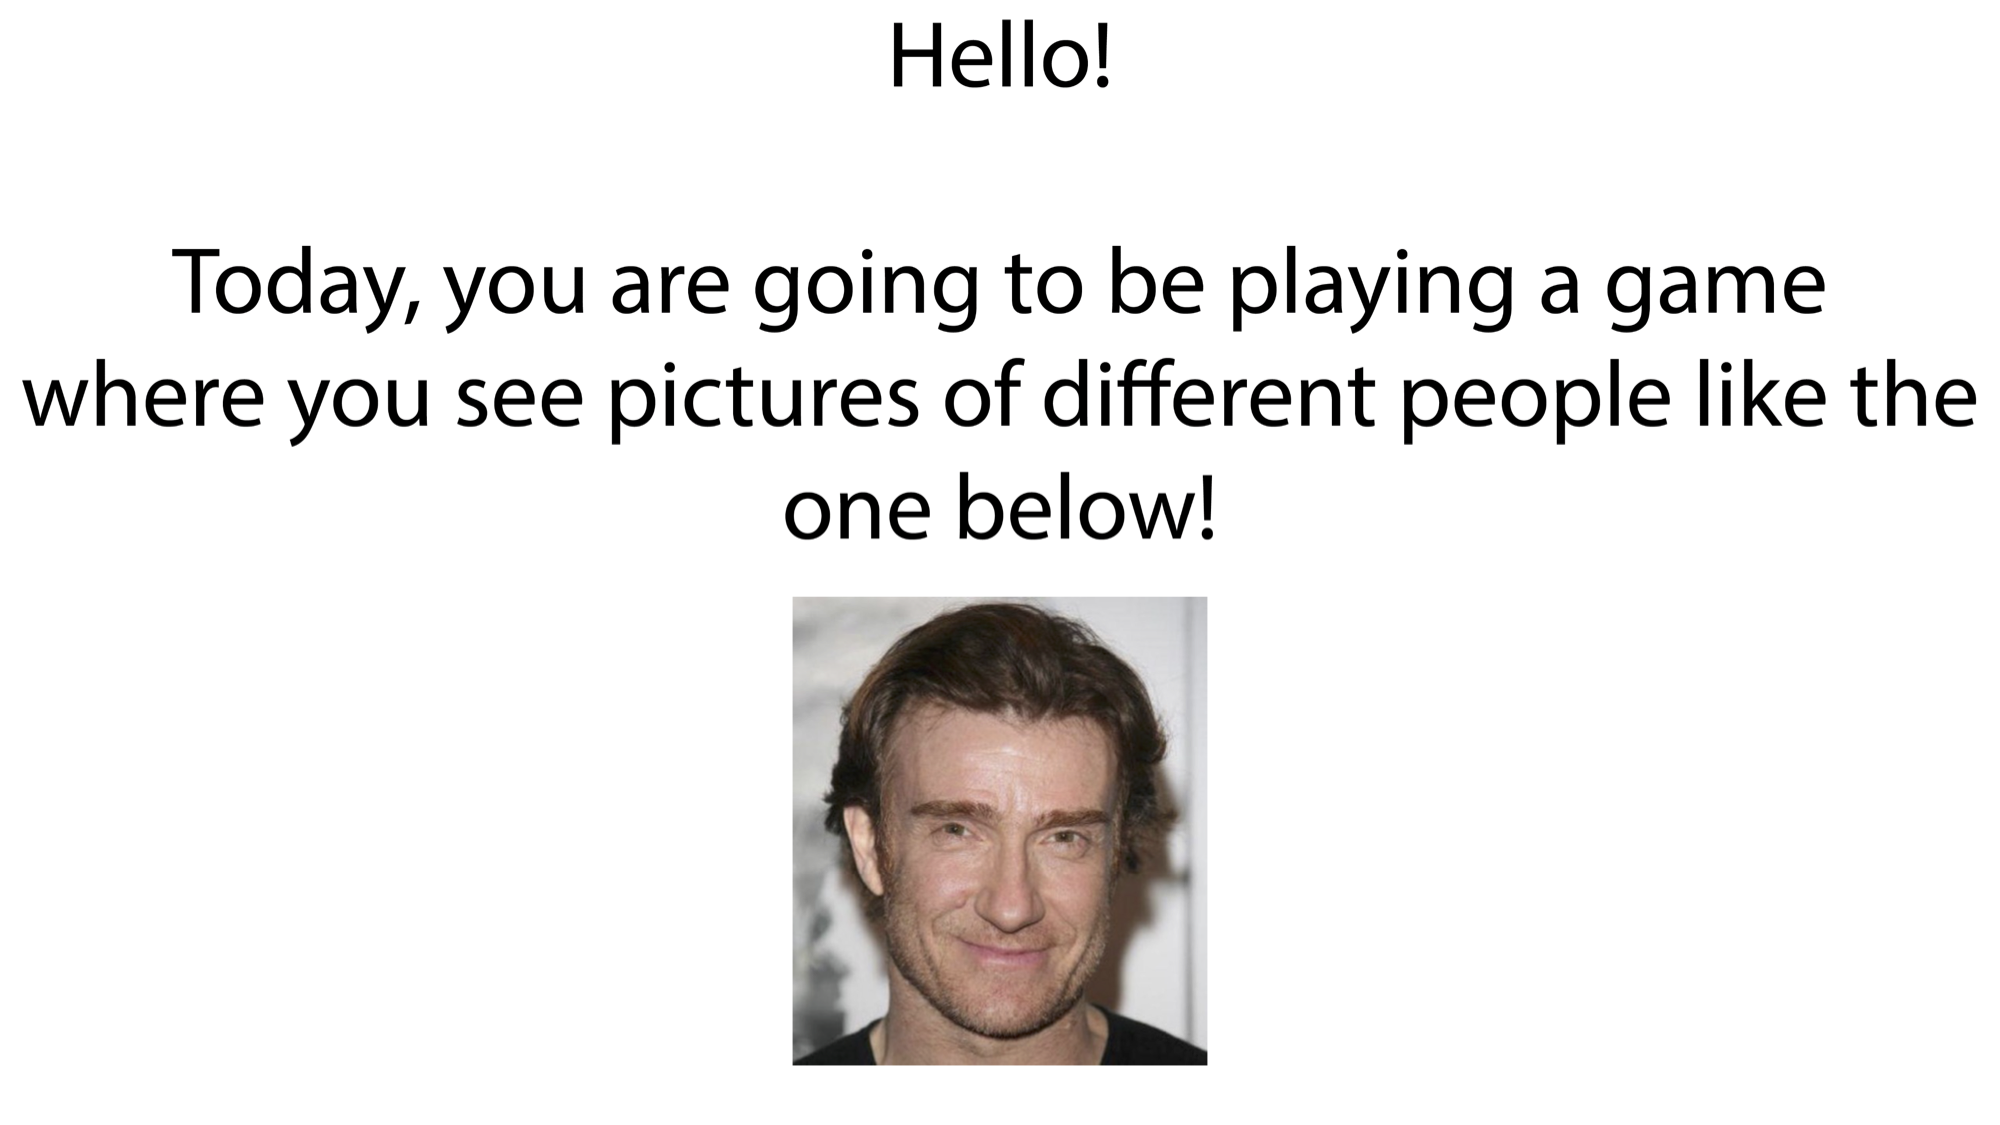 Hello!
Today, you are going to be playing a game
where you see pictures of different people like the
one below!